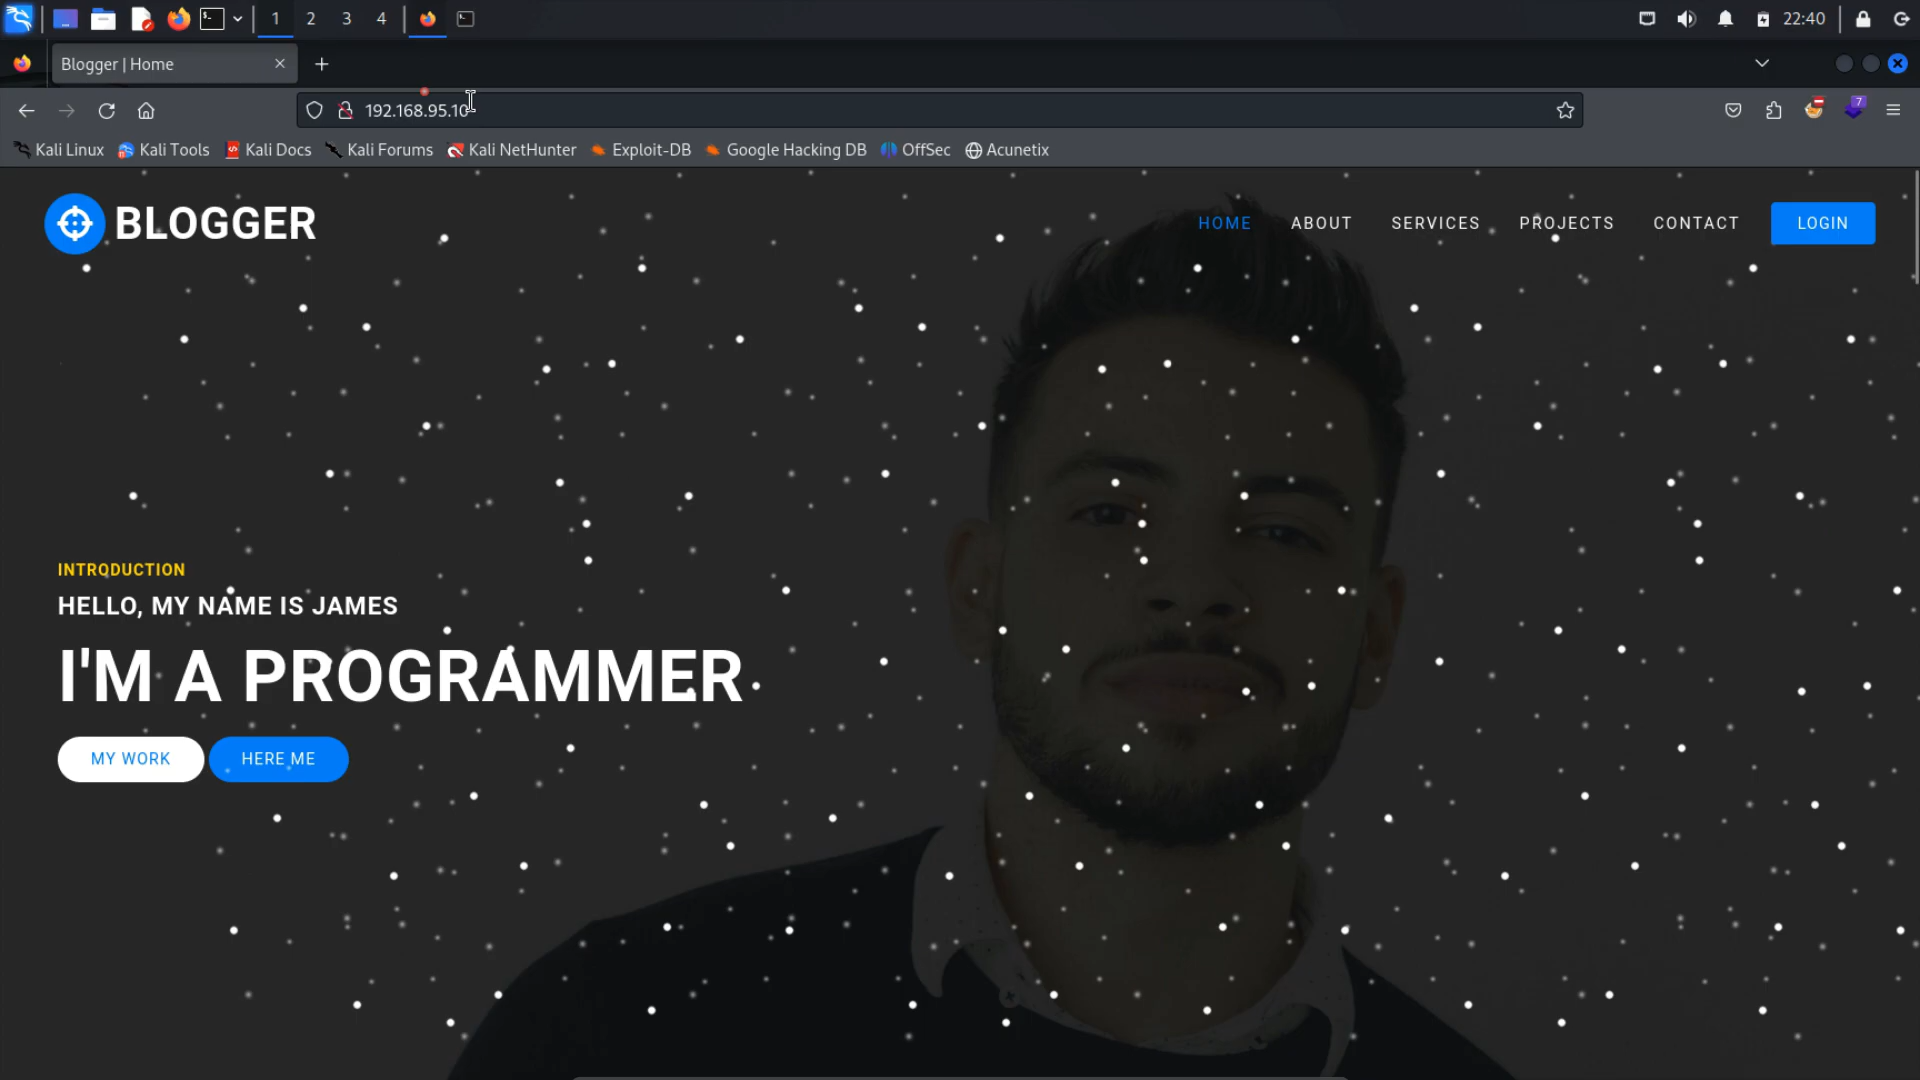 1 2 3 4
22:40
Blogger | Home
192.168.95.10
7
Kali Linux Kali Tools Kali Docs Kali Forums Kali NetHunter Exploit-DB Google Hacking DB OffSec Acunetix
BLOGGER
HOME ABOUT SERVICES PROJECTS CONTACT LOGIN
INTRODUCTION
HELLO, MY NAME IS JAMES
I'M A PROGRAMMER
MY WORK HERE ME